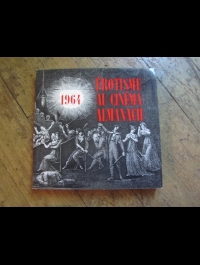 1964
EROTISME
AU CINEMA
ALMANACH